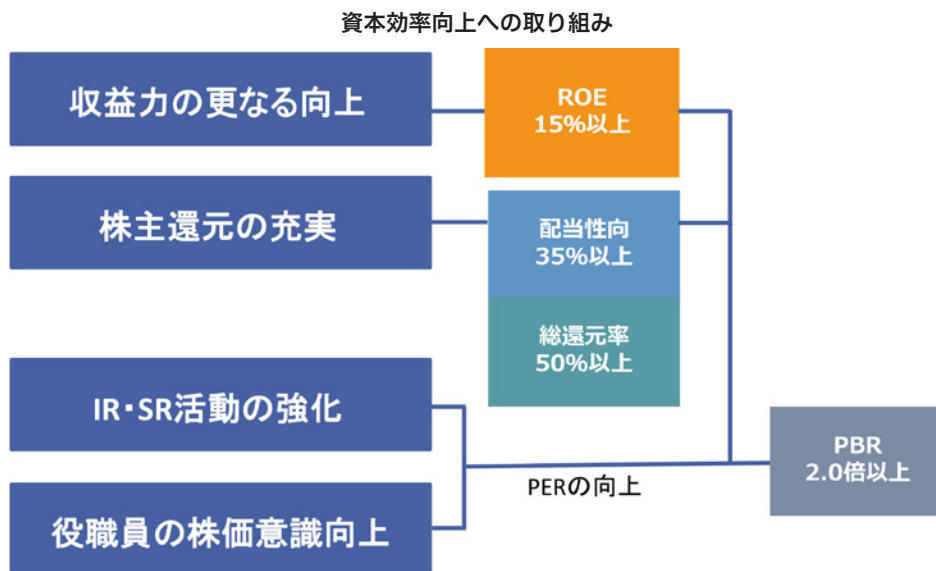 資本効率向上への取り組み
収益力の更なる向上
ROE
15%以上
株主還元の充実
配当性向
35%以上
総還元率
50%以上
IR・SR活動の強化
役職員の株価意識向上
PERの向上
PBR
2.0倍以上